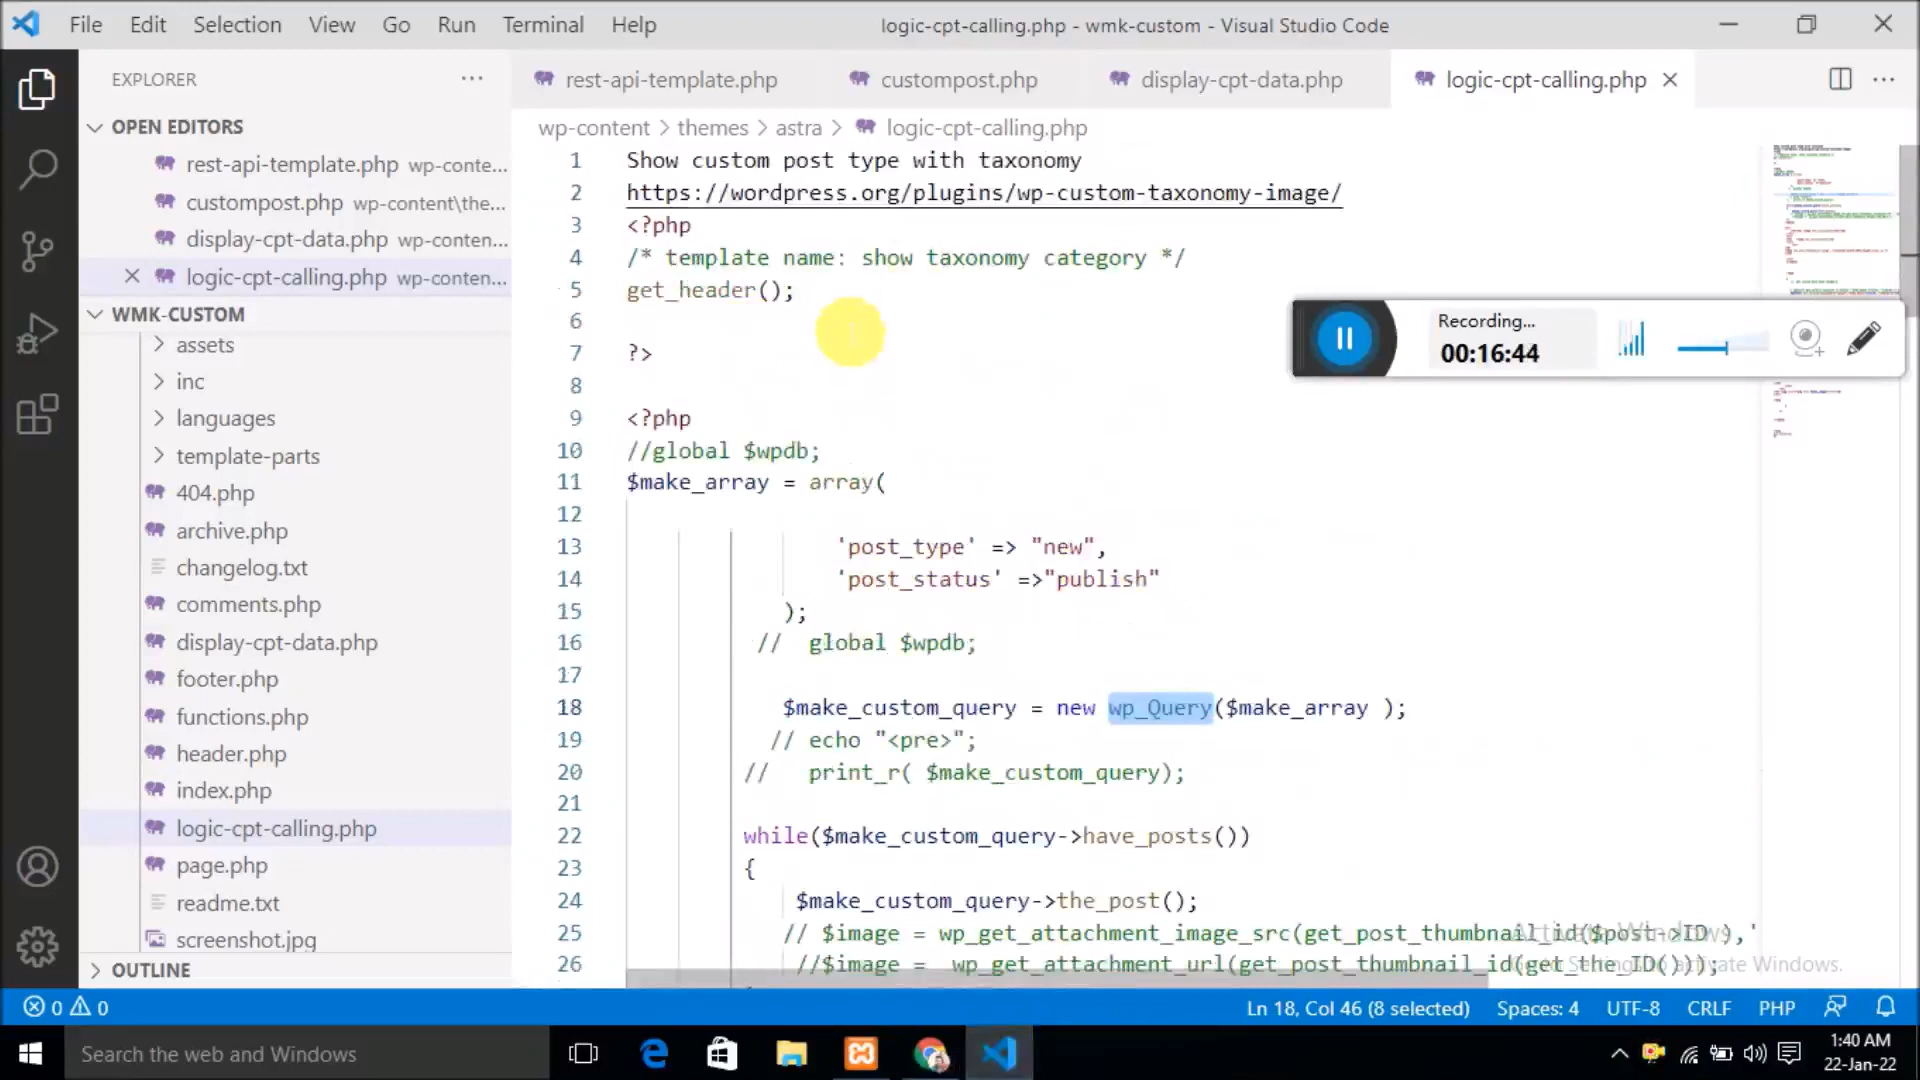 File Edit Selection View Go Run Terminal Help
logic-cpt-calling.php - wmk-custom - Visual Studio Code
EXPLORER
OPEN EDITORS
rest-api-template.php wp-conte...
custompost.php wp-content\the...
display-cpt-data.php wp-conten...
logic-cpt-calling.php wp-conten...
WMK-CUSTOM
assets
inc
languages
template-parts
404.php
archive.php
changelog.txt
comments.php
display-cpt-data.php
footer.php
functions.php
header.php
index.php
logic-cpt-calling.php
page.php
readme.txt
screenshot.jpg
OUTLINE
rest-api-template.php custompost.php display-cpt-data.php logic-cpt-calling.php
wp-content > themes > astra > logic-cpt-calling.php
1 Show custom post type with taxonomy
2 https://wordpress.org/plugins/wp-custom-taxonomy-image/
3 <?php
4 /* template name: show taxonomy category */
5 get_header();
6
7 ?>
8
9 <?php
10 //global $wpdb;
11 $make_array = array(
12
13 'post_type' => "new",
14 'post_status' =>"publish"
15 );
16 // global $wpdb;
17
18 $make_custom_query = new wp_Query($make_array );
19 // echo "<pre>";
20 // print_r( $make_custom_query);
21
22 while($make_custom_query->have_posts())
23 {
24 $make_custom_query->the_post();
25 // $image = wp_get_attachment_image_src(get_post_thumbnail_id($post->ID ),'
26 //$image = wp_get_attachment_url(get_post_thumbnail_id(get_the_ID()));
Recording...
00:16:44
Activate Windows
Go to Settings to activate Windows.
0 0
Ln 18, Col 46 (8 selected) Spaces: 4 UTF-8 CRLF PHP
Search the web and Windows
1:40 AM
22-Jan-22